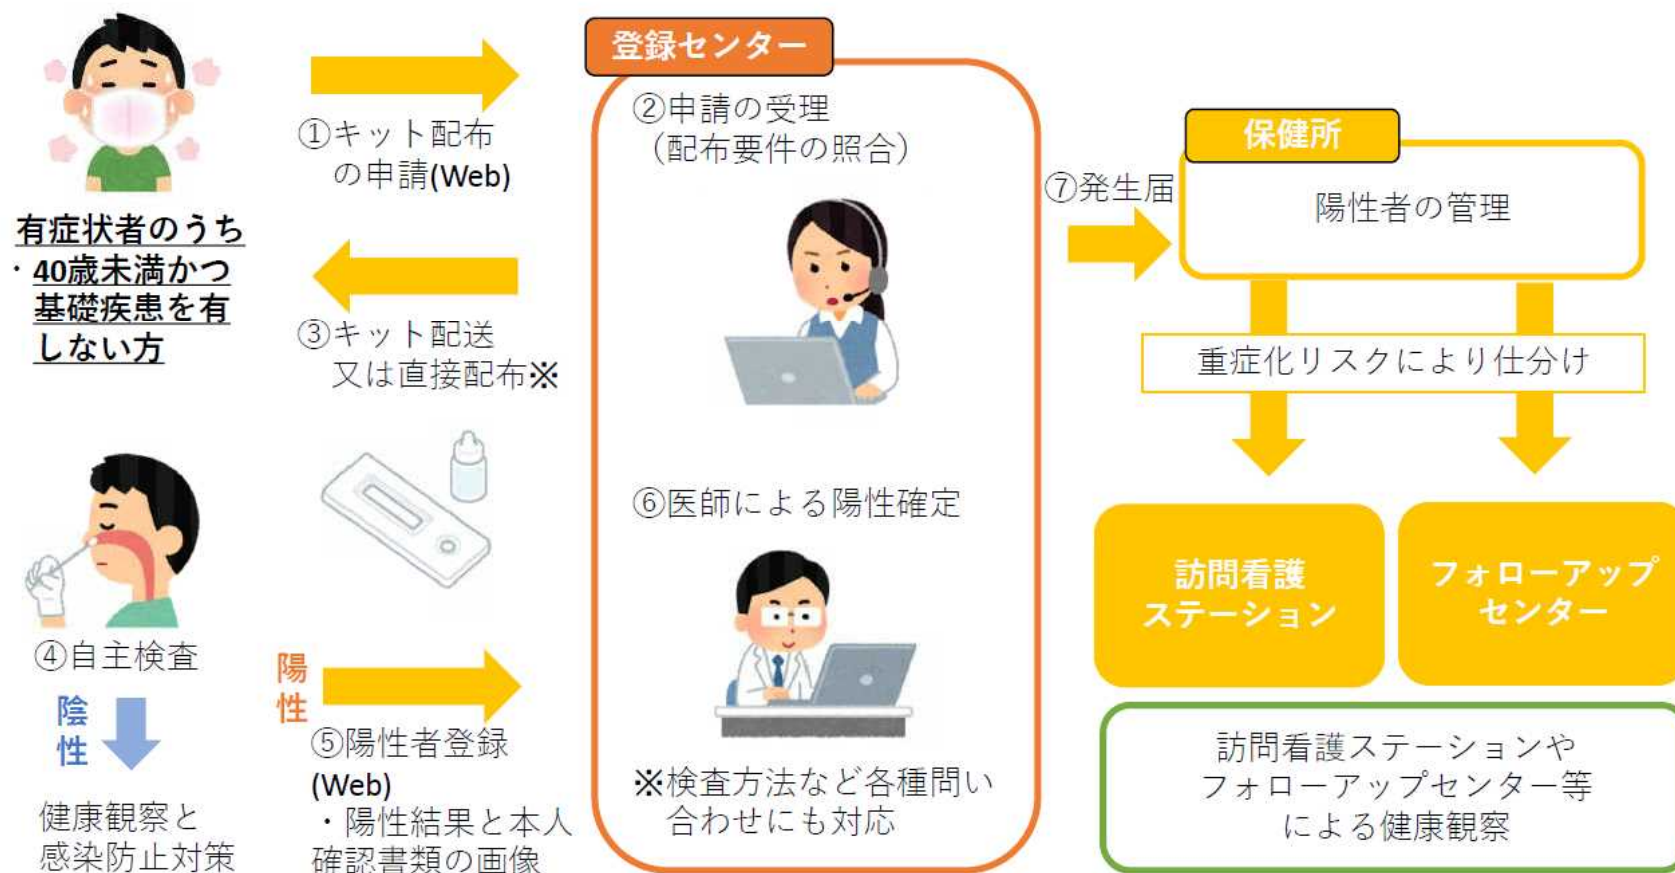 登録センター
①キット配布
の申請(Web)
②申請の受理
（配布要件の照合）
有症状者のうち
・40歳未満かつ
基礎疾患を有
しない方
③キット配送
又は直接配布※
④自主検査
陰性
健康観察と
感染防止対策
陽性
⑤陽性者登録
(Web)
・陽性結果と本人
確認書類の画像
⑥医師による陽性確定
※検査方法など各種問い
合わせにも対応
⑦発生届
保健所
陽性者の管理
重症化リスクにより仕分け
訪問看護
ステーション
フォローアップ
センター
訪問看護ステーションや
フォローアップセンター等
による健康観察